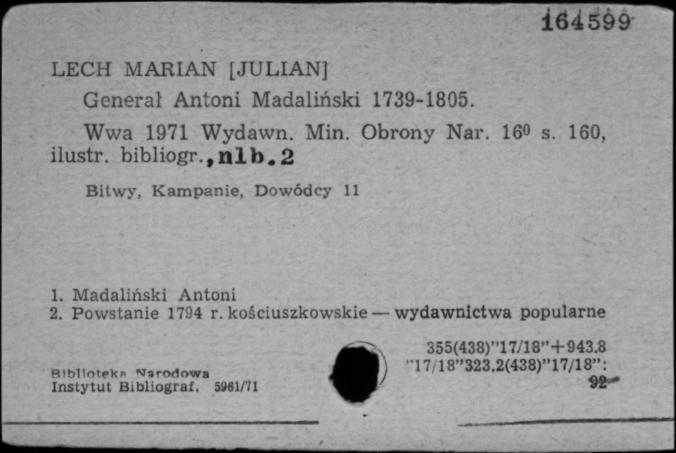 164599
LECH MARIAN [JULIAN]
Generał Antoni Madaliński 1739-1805.
Wwa 1971 Wydawn. Min. Obrony Nar. 16⁰ s. 160,
ilustr. bibliogr., nlb. 2
Bitwy, Kampanie, Dowódcy 11
1. Madaliński Antoni
2. Powstanie 1794 r. kościuszkowskie — wydawnictwa popularne
355(438)"17/18"+943.8
"17/18"323.2(438)"17/18":
92
Biblioteka Narodowa
Instytut Bibliograf. 5961/71